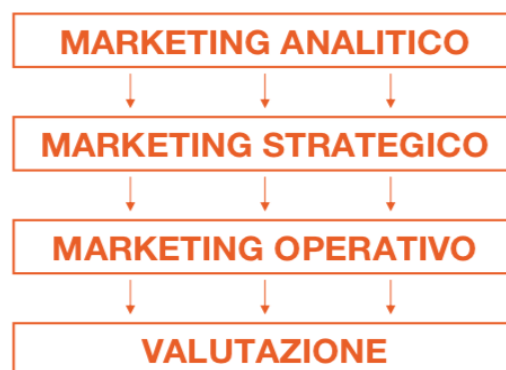 MARKETING ANALITICO
MARKETING STRATEGICO
MARKETING OPERATIVO
VALUTAZIONE